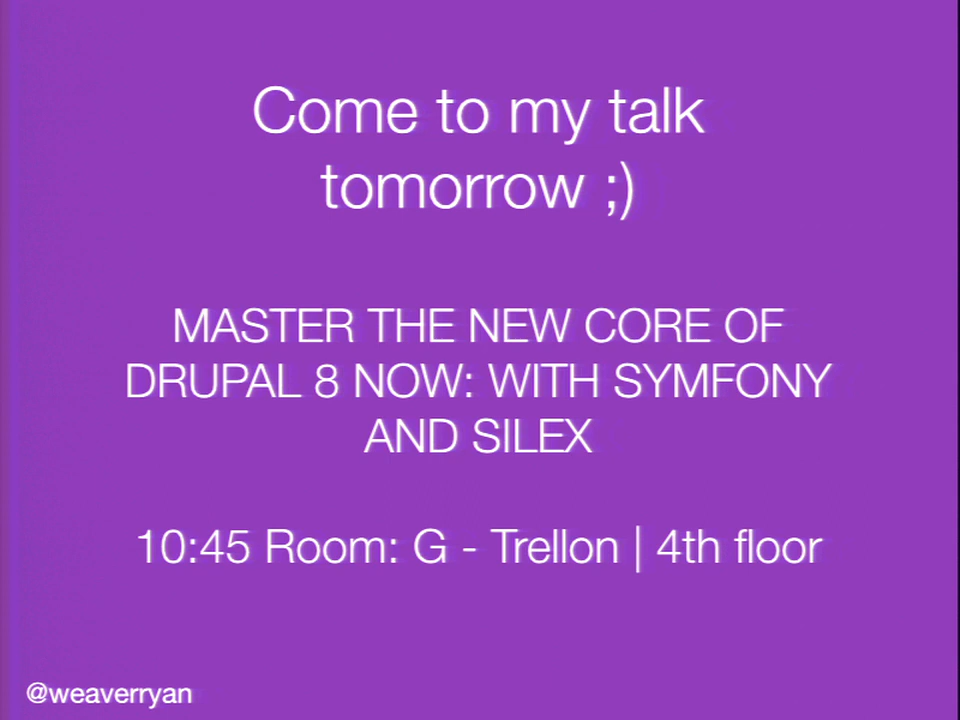 Come to my talk
tomorrow ;)
MASTER THE NEW CORE OF
DRUPAL 8 NOW: WITH SYMFONY
AND SILEX
10:45 Room: G - Trellon | 4th floor
@weaverryan